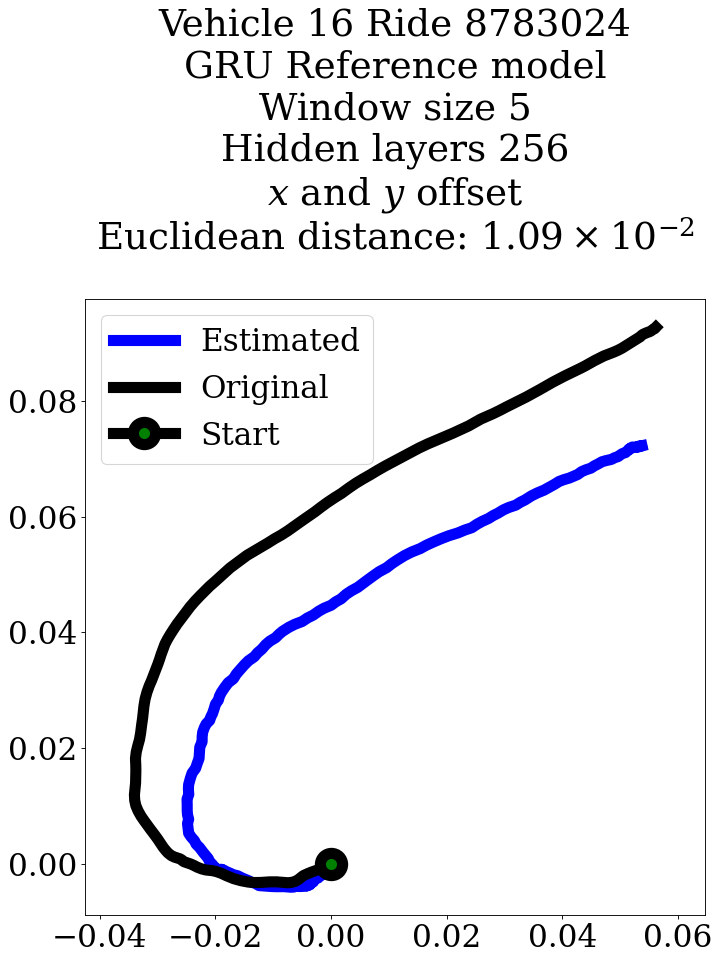 Vehicle 16 Ride 8783024
GRU Reference model
Window size 5
Hidden layers 256
x and y offset
Euclidean distance: 1.09 × 10⁻²
Estimated
Original
Start
0.08
0.06
0.04
0.02
0.00
−0.04 −0.02 0.00 0.02 0.04 0.06